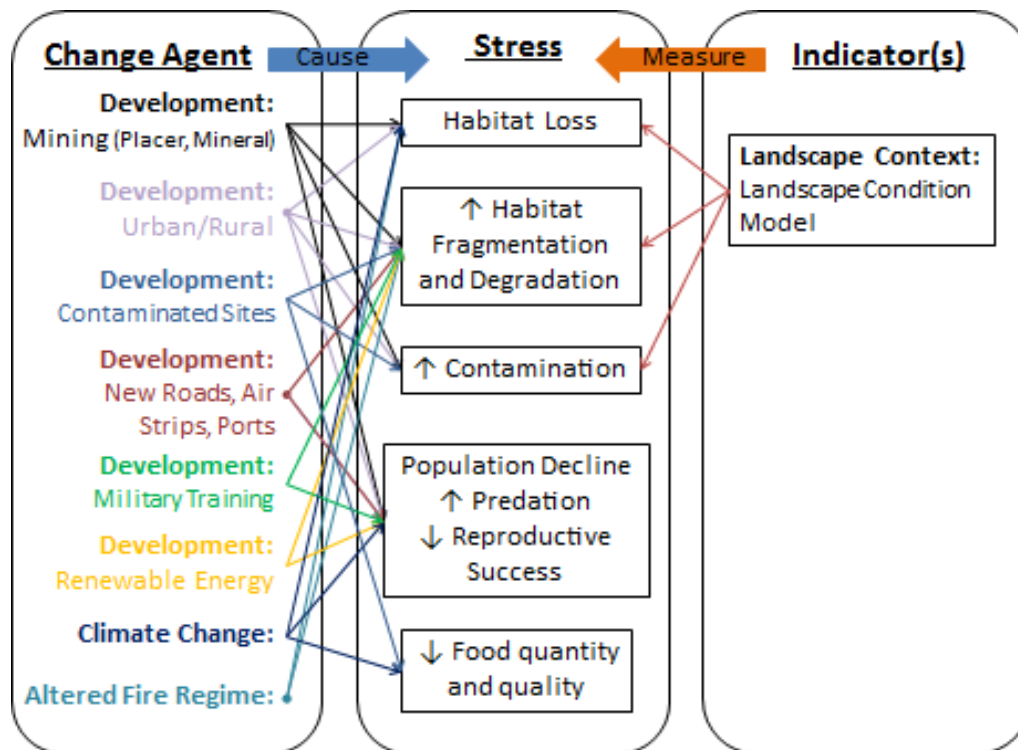 Change Agent
Cause
Stress
Measure
Indicator(s)
Development:
Mining (Placer, Mineral)
Development:
Urban/Rural
Development:
Contaminated Sites
Development:
New Roads, Air
Strips, Ports
Development:
Military Training
Development:
Renewable Energy
Climate Change:
Altered Fire Regime:
Habitat Loss
↑ Habitat
Fragmentation
and Degradation
↑ Contamination
Population Decline
↑ Predation
↓ Reproductive
Success
↓ Food quantity
and quality
Landscape Context:
Landscape Condition
Model